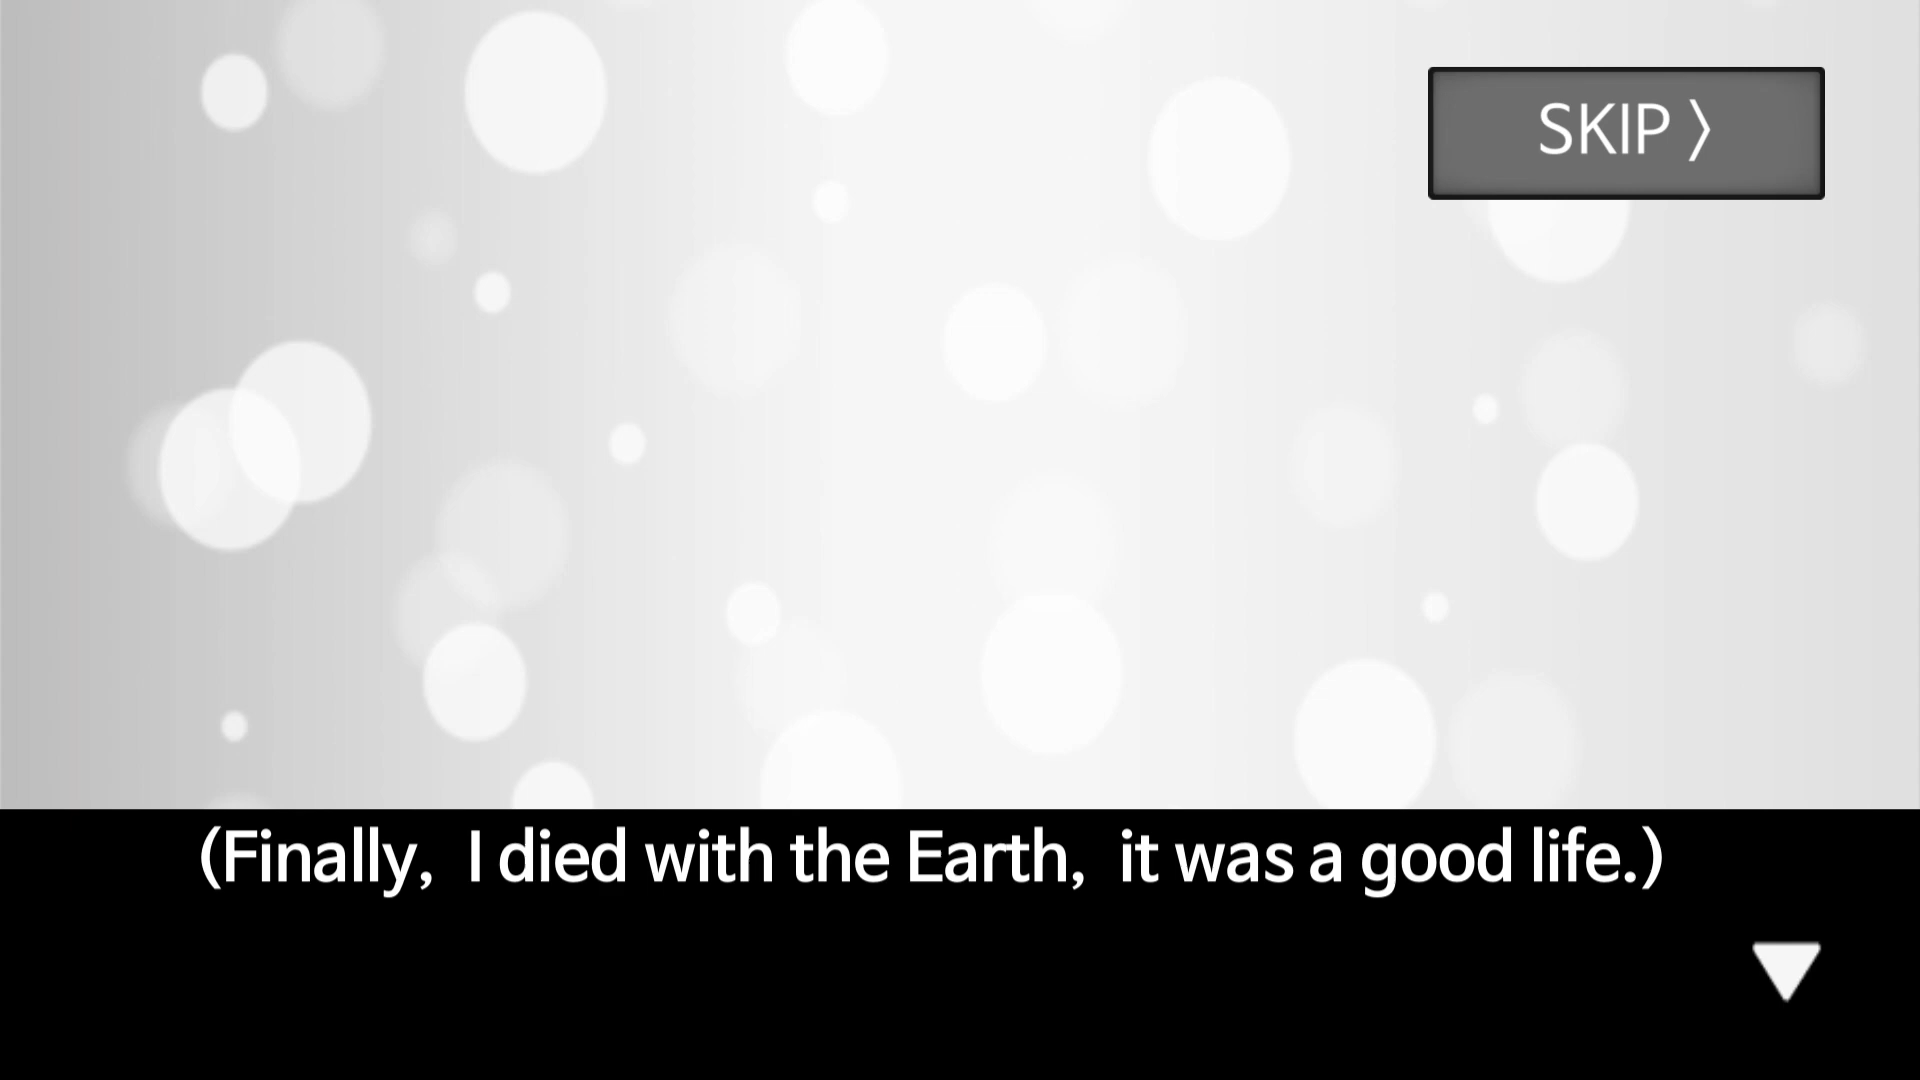 SKIP 〉
(Finally, I died with the Earth, it was a good life.)